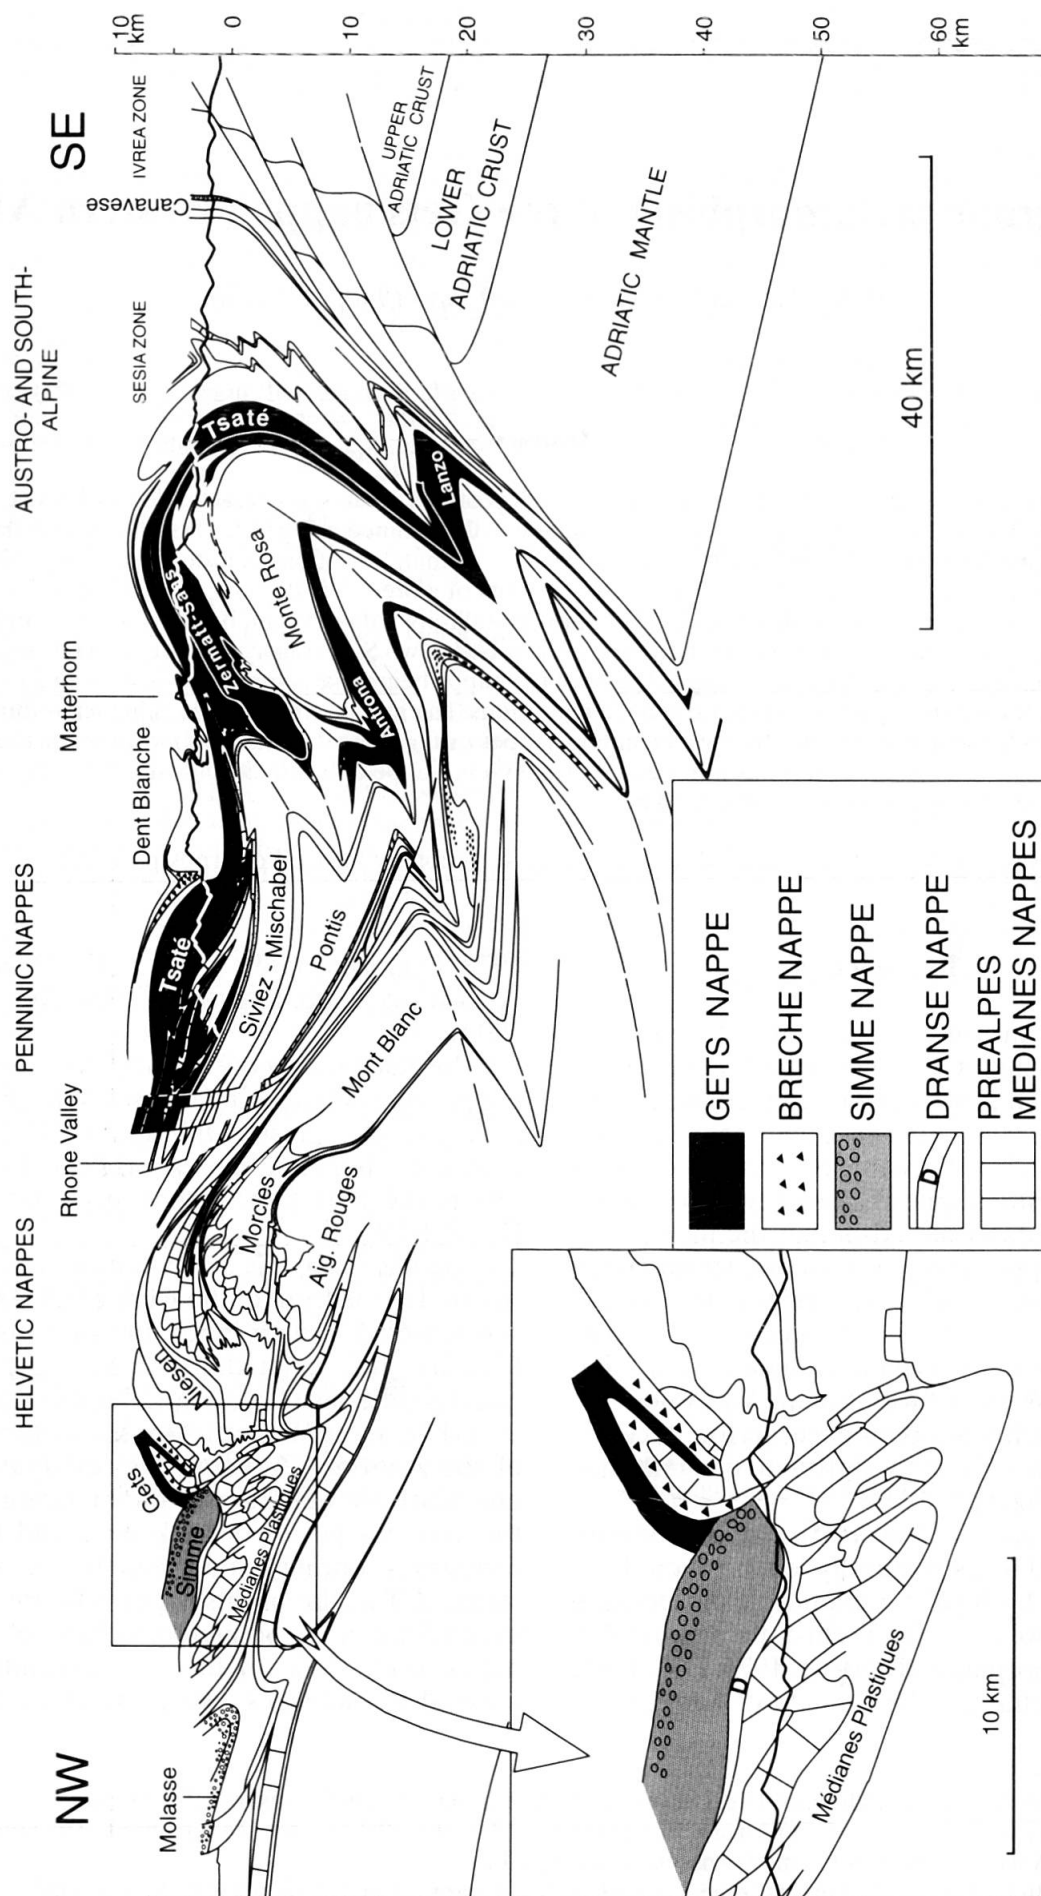 NW
SE
HELVETIC NAPPES
PENNINIC NAPPES
AUSTRO- AND SOUTH-
ALPINE
Rhone Valley
Matterhorn
Dent Blanche
SESIA ZONE
Canavese
IVREA ZONE
10
km
0
10
20
30
40
50
60
km
Molasse
Gets
Simme
Médianes Plastiques
Niesen
Morcles
Aig. Rouges
Mont Blanc
Tsaté
Siviez - Mischabel
Pontis
Zermatt-Saas
Monte Rosa
Antrona
Tsaté
Lanzo
UPPER
ADRIATIC CRUST
LOWER
ADRIATIC CRUST
ADRIATIC MANTLE
40 km
D
Médianes Plastiques
10 km
GETS NAPPE
BRECHE NAPPE
SIMME NAPPE
D
DRANSE NAPPE
PREALPES
MEDIANES NAPPES